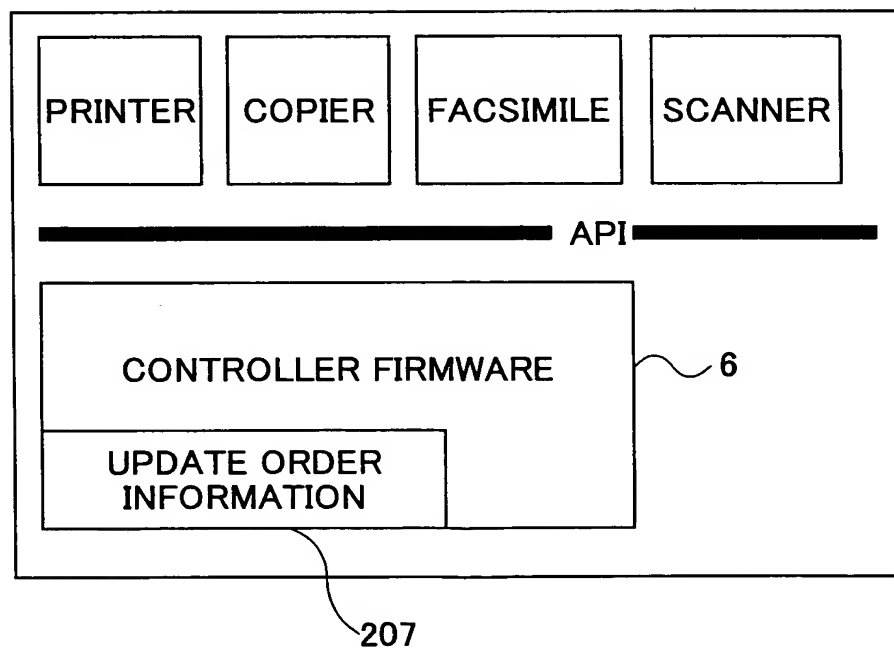 PRINTER
COPIER
FACSIMILE
SCANNER
API
CONTROLLER FIRMWARE
6
UPDATE ORDER
INFORMATION
207